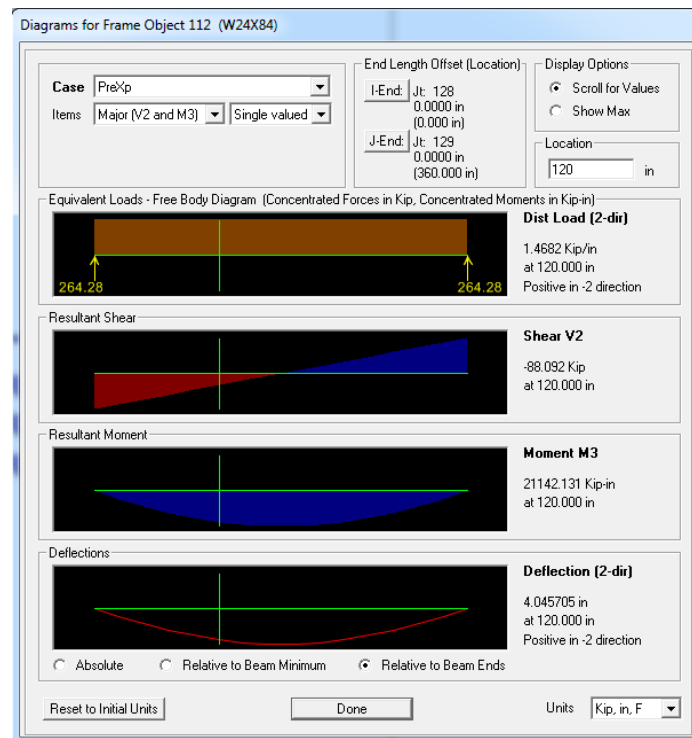 Diagrams for Frame Object 112 (W24X84)
Case PreXp
Items Major (V2 and M3) Single valued
End Length Offset (Location)
I-End: Jt: 128
0.0000 in
(0.000 in)
J-End: Jt: 129
0.0000 in
(360.000 in)
Display Options
Scroll for Values
Show Max
Location
120 in
Equivalent Loads - Free Body Diagram (Concentrated Forces in Kip, Concentrated Moments in Kip-in)
264.28 264.28
Dist Load (2-dir)
1.4682 Kip/in
at 120.000 in
Positive in -2 direction
Resultant Shear
Shear V2
-88.092 Kip
at 120.000 in
Resultant Moment
Moment M3
21142.131 Kip-in
at 120.000 in
Deflections
Deflection (2-dir)
4.045705 in
at 120.000 in
Positive in -2 direction
Absolute Relative to Beam Minimum Relative to Beam Ends
Reset to Initial Units Done Units Kip, in, F